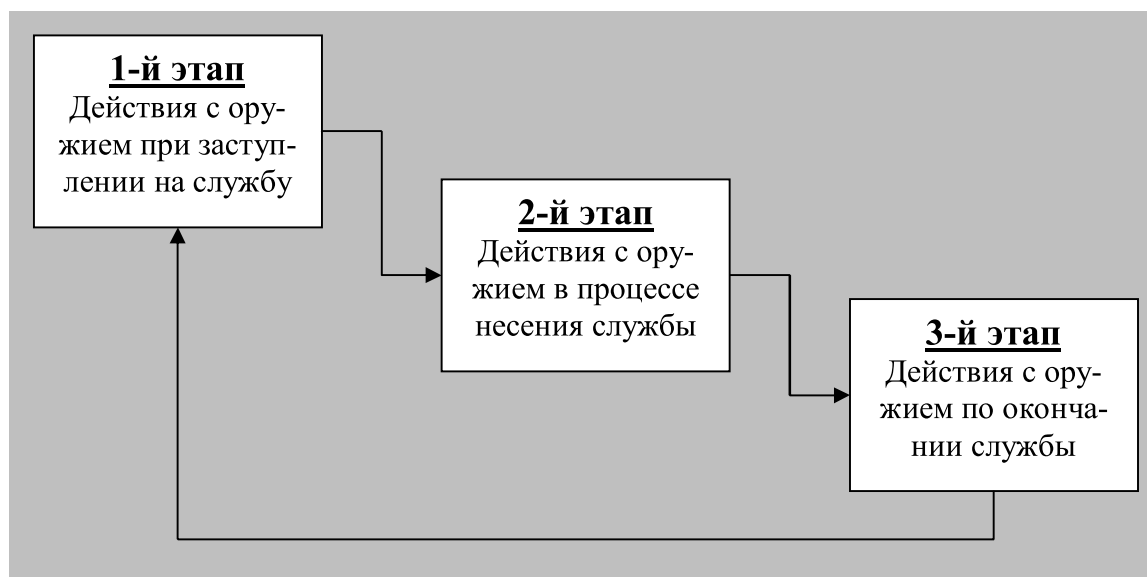 1-й этап
Действия с ору-
жием при заступ-
лении на службу
2-й этап
Действия с ору-
жием в процессе
несения службы
3-й этап
Действия с ору-
жием по оконча-
нии службы